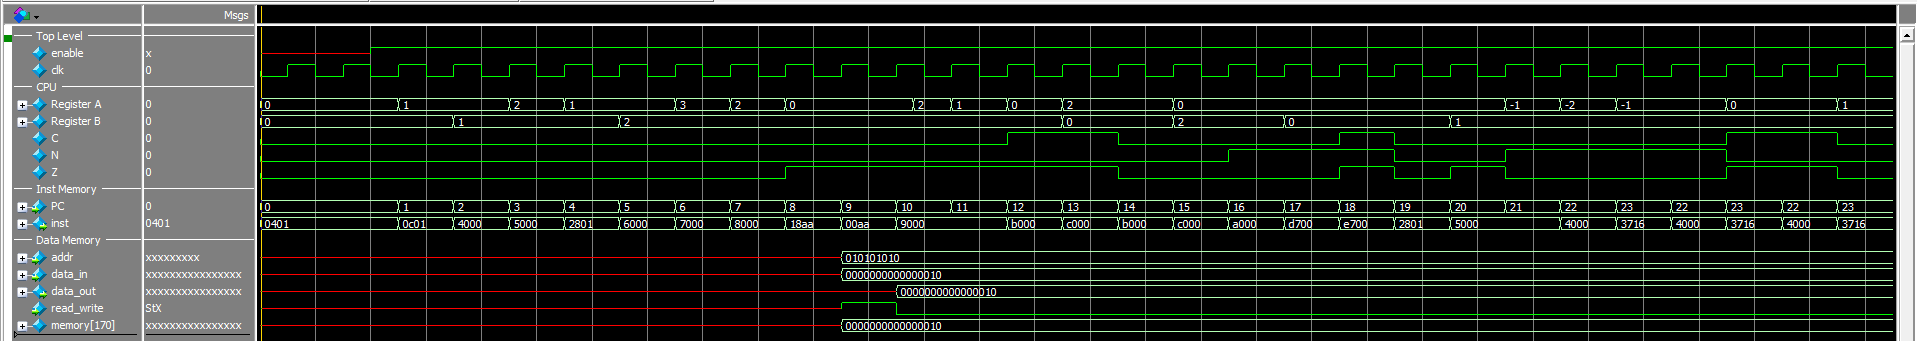 Msgs
Top Level
enable x
clk 0
CPU
Register A 0 0 1 2 1 3 2 0 2 1 0 2 0 -1 -2 -1 0 1
Register B 0 0 1 2 0 2 0 1
C 0
N 0
Z 0
Inst Memory
PC 0 0 1 2 3 4 5 6 7 8 9 10 11 12 13 14 15 16 17 18 19 20 21 22 23 22 23 22 23
inst 0401 0401 0c01 4000 5000 2801 6000 7000 8000 18aa 00aa 9000 b000 c000 b000 c000 a000 d700 e700 2801 5000 4000 3716 4000 3716 4000 3716
Data Memory
addr xxxxxxxxx 010101010
data_in xxxxxxxxxxxxxxxx 0000000000000010
data_out xxxxxxxxxxxxxxxx 0000000000000010
read_write StX
memory[170] xxxxxxxxxxxxxxxx 0000000000000010